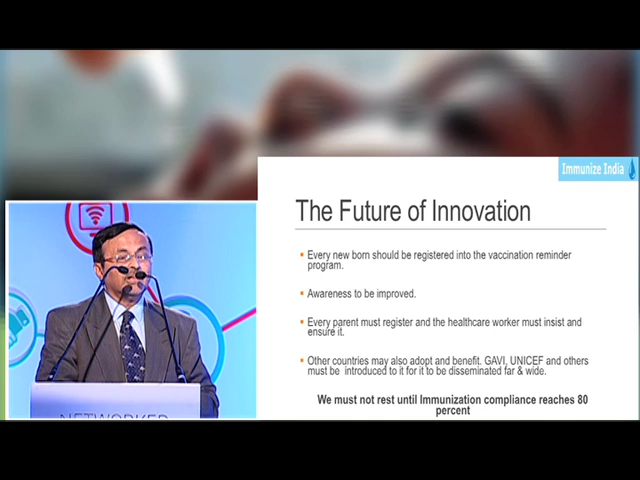 Immunize India
The Future of Innovation
Every new born should be registered into the vaccination reminder
program.
Awareness to be improved.
Every parent must register and the healthcare worker must insist and
ensure it.
Other countries may also adopt and benefit. GAVI, UNICEF and others
must be introduced to it for it to be disseminated far & wide.
We must not rest until Immunization compliance reaches 80
percent
NETWORKER